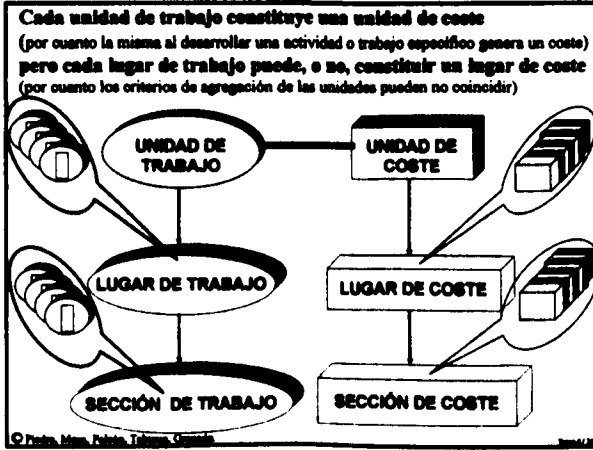 Cada unidad de trabajo constituye una unidad de coste
(por cuanto la misma al desarrollar una actividad o trabajo específico genera un coste)
pero cada lugar de trabajo puede, o no, constituir un lugar de coste
(por cuanto los criterios de agregación de las unidades pueden no coincidir)
UNIDAD DE
TRABAJO
UNIDAD DE
COSTE
LUGAR DE TRABAJO
LUGAR DE COSTE
SECCIÓN DE TRABAJO
SECCIÓN DE COSTE
©